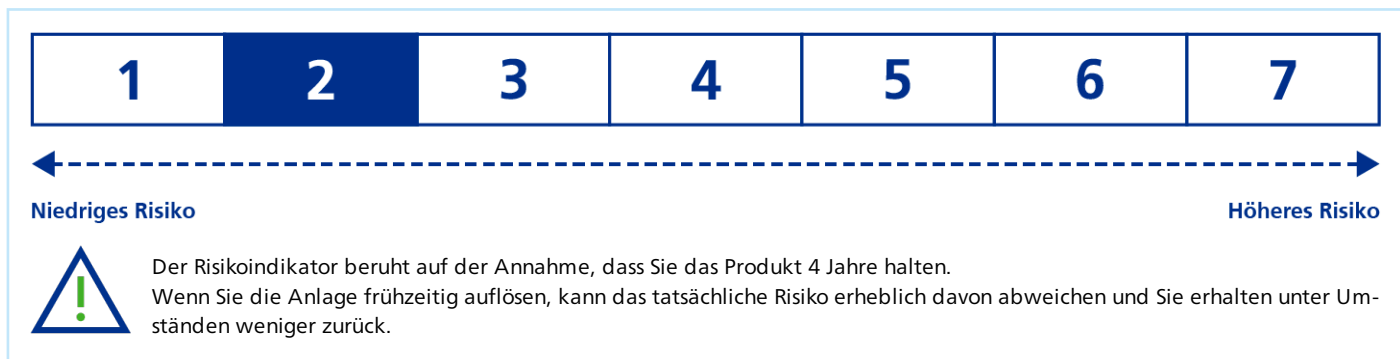 1 2 3 4 5 6 7
Niedriges Risiko Höheres Risiko
Der Risikoindikator beruht auf der Annahme, dass Sie das Produkt 4 Jahre halten.
Wenn Sie die Anlage frühzeitig auflösen, kann das tatsächliche Risiko erheblich davon abweichen und Sie erhalten unter Um-
ständen weniger zurück.